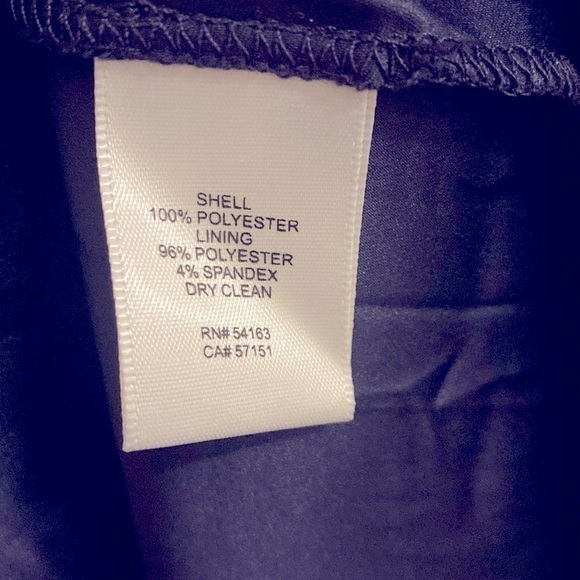 SHELL
100% POLYESTER
LINING
96% POLYESTER
4% SPANDEX
DRY CLEAN
RN# 54163
CA# 57151